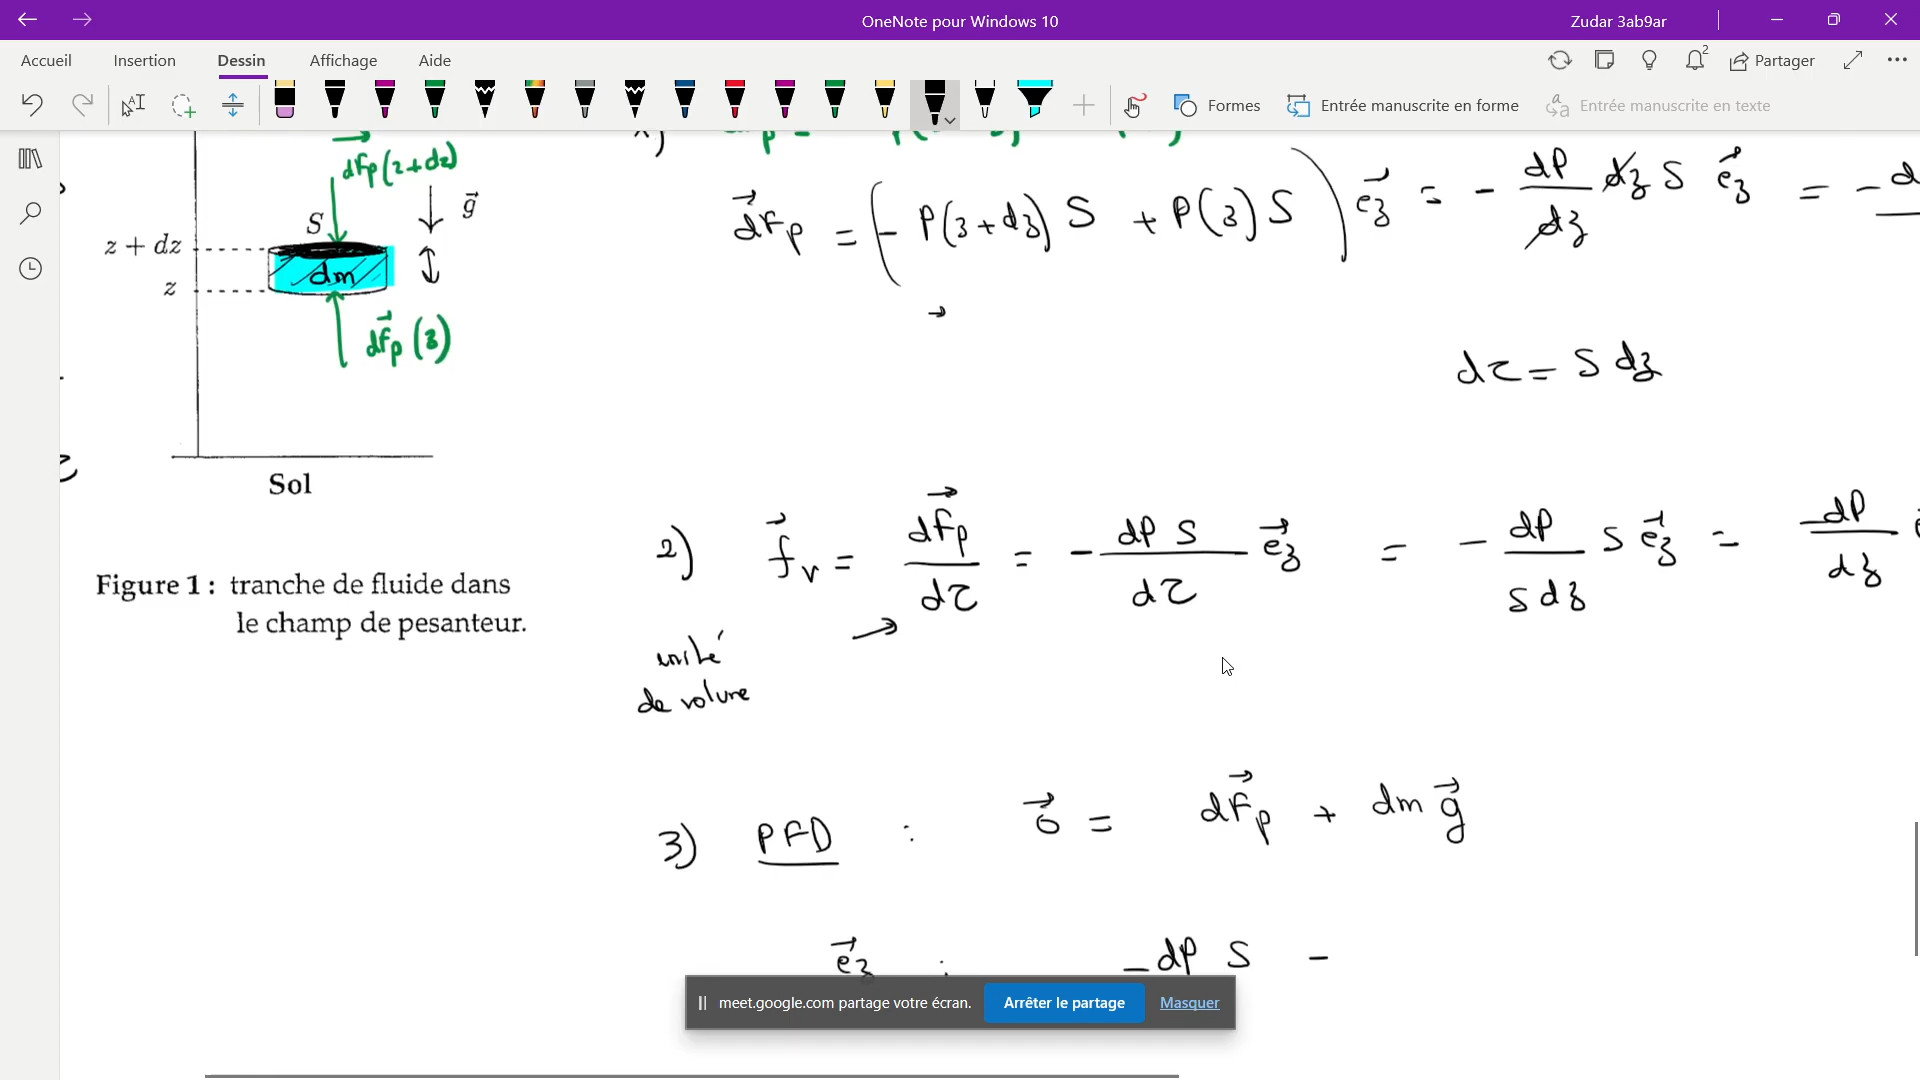 OneNote pour Windows 10
Zudar 3ab9ar
Accueil Insertion Dessin Affichage Aide
2
Partager
Formes
Entrée manuscrite en forme
Entrée manuscrite en texte
dFp(z+dz)
g
S
z + dz
dm
z
dFp(z)
Sol
Figure 1 : tranche de fluide dans
le champ de pesanteur.
dFp = (- P(z+dz) S + P(z) S) ez = - dP/dz dz S ez = -
dτ = S dz
2) fv = dFp/dτ = - dP S/dτ ez = - dP/S dz S ez = - dP/dz
unité
de volume
3) PFD : 0 = dFp + dm g
ez : - dP S -
meet.google.com partage votre écran.
Arrêter le partage
Masquer